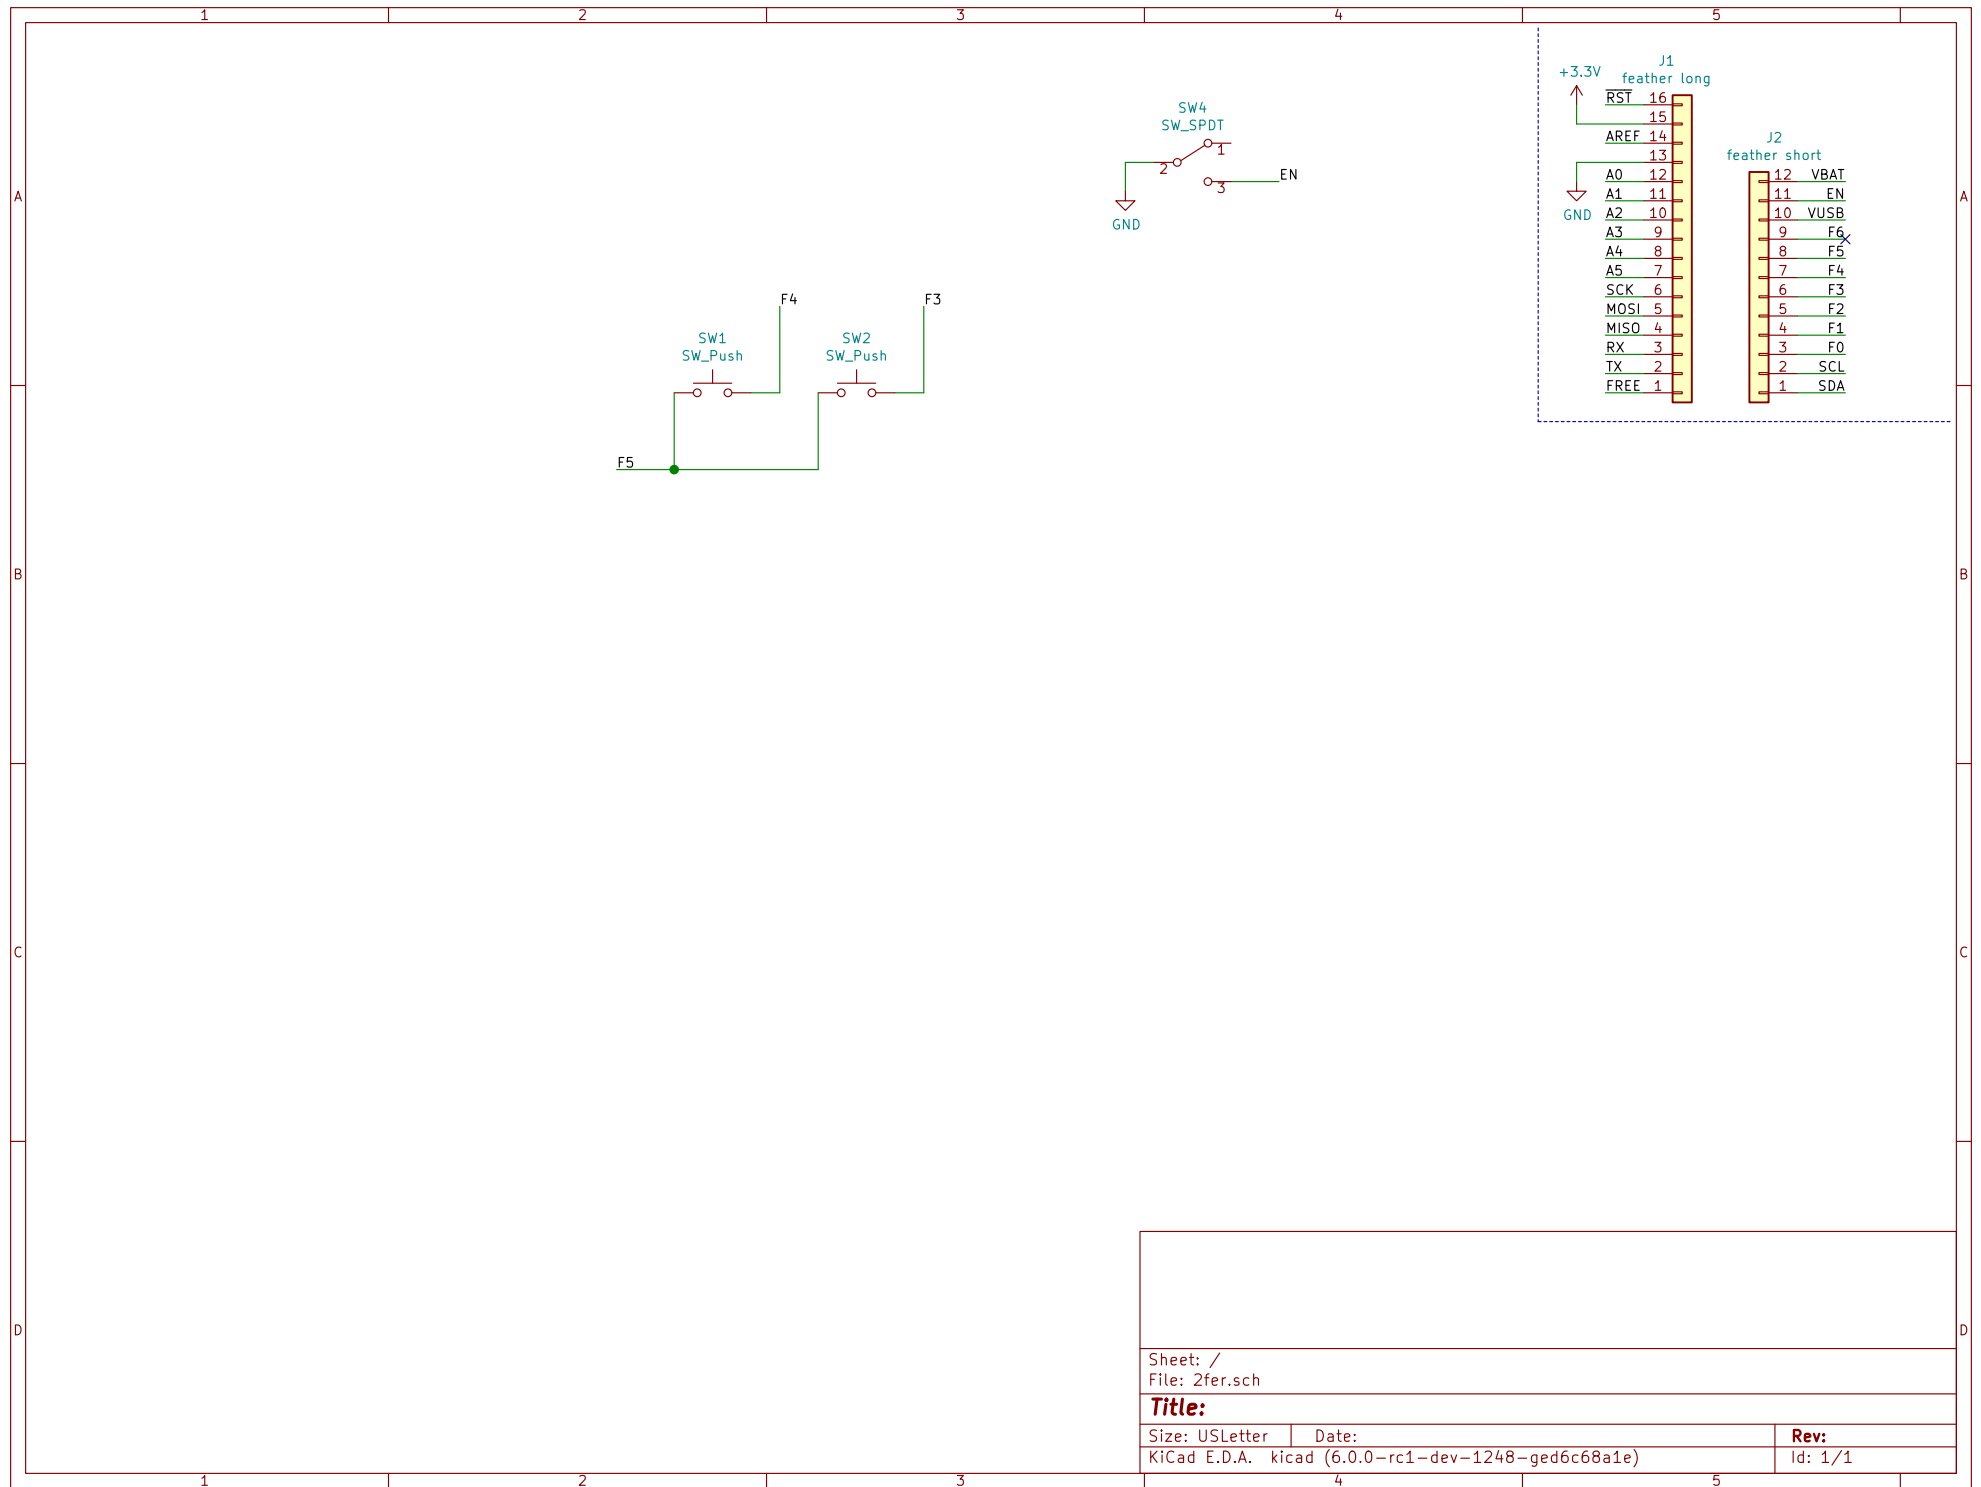 1 2 3 4 5
A
B
C
D
A
B
C
D
1 2 3 4 5
SW4
SW_SPDT
1
2
3
EN
GND
F4
F3
SW1
SW_Push
SW2
SW_Push
F5
+3.3V
J1
feather long
RST 16
15
AREF 14
13
A0 12
A1 11
A2 10
A3 9
A4 8
A5 7
SCK 6
MOSI 5
MISO 4
RX 3
TX 2
FREE 1
GND
J2
feather short
12 VBAT
11 EN
10 VUSB
9 F6
8 F5
7 F4
6 F3
5 F2
4 F1
3 F0
2 SCL
1 SDA
Sheet: /
File: 2fer.sch
Title:
Size: USLetter Date: Rev:
KiCad E.D.A. kicad (6.0.0-rc1-dev-1248-ged6c68a1e) Id: 1/1